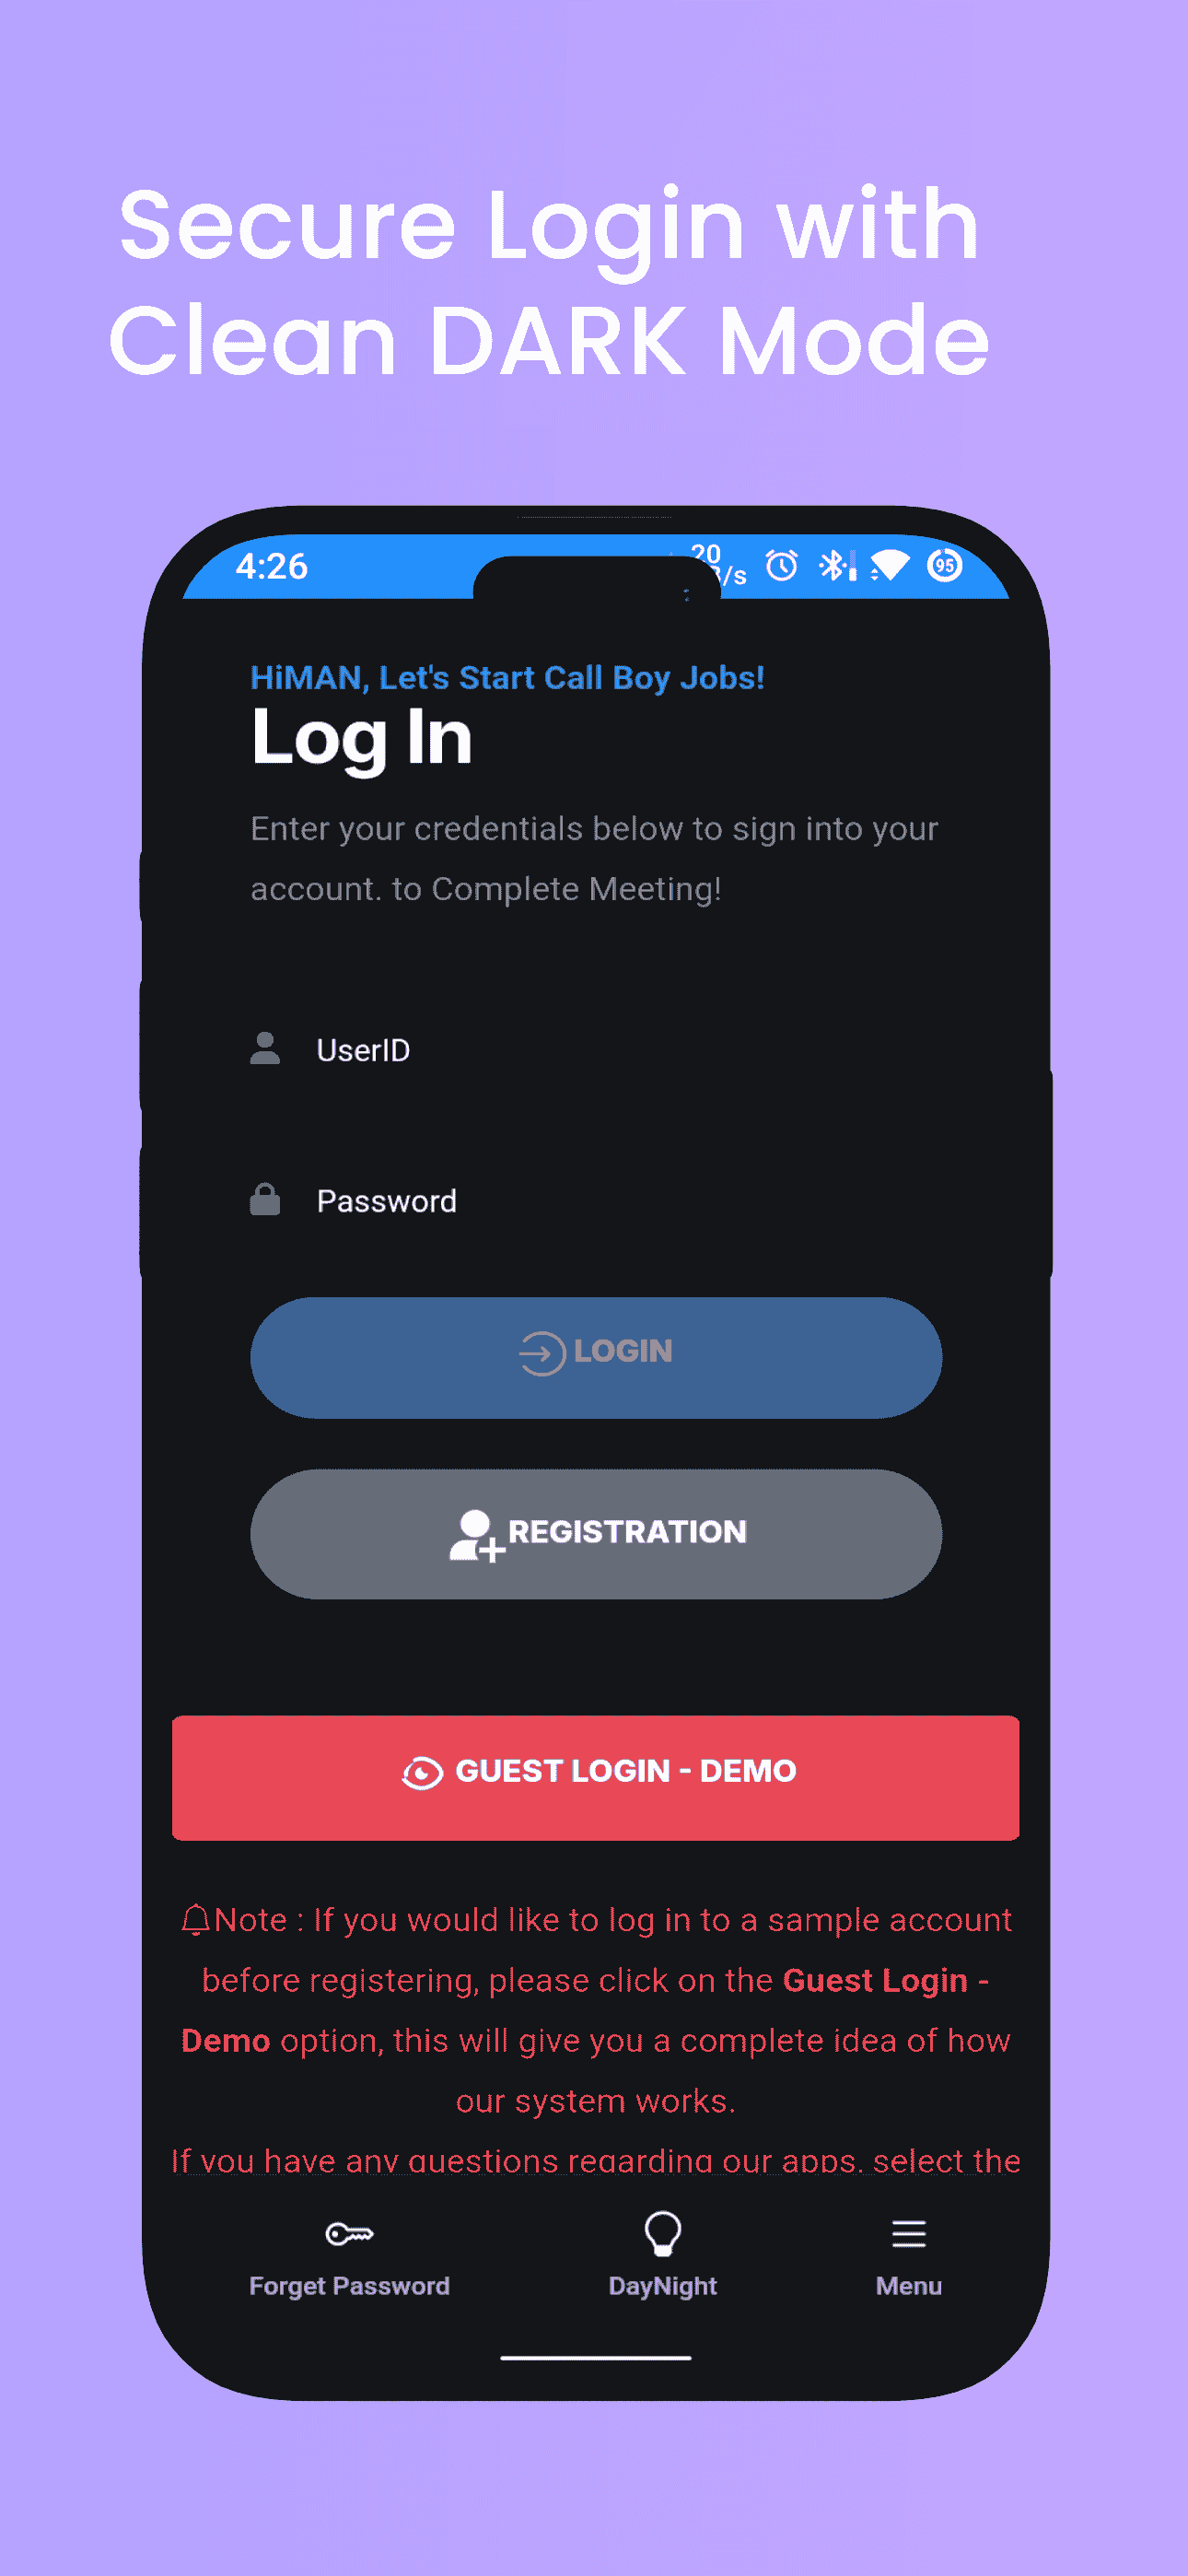 Secure Login with
Clean DARK Mode
4:26
20
/s
95
HiMAN, Let's Start Call Boy Jobs!
Log In
Enter your credentials below to sign into your
account. to Complete Meeting!
UserID
Password
LOGIN
REGISTRATION
GUEST LOGIN - DEMO
Note : If you would like to log in to a sample account
before registering, please click on the Guest Login -
Demo option, this will give you a complete idea of how
our system works.
If you have any questions regarding our apps, select the
Forget Password
DayNight
Menu